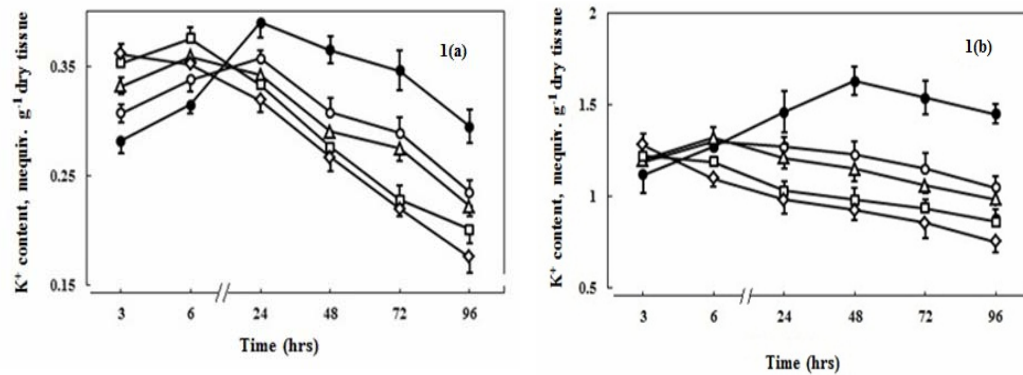 1(a)
K⁺ content, mequiv. g⁻¹ dry tissue
0.35
0.25
0.15
3 6 24 48 72 96
Time (hrs)
1(b)
K⁺ content, mequiv. g⁻¹ dry tissue
2
1.5
1
0.5
3 6 24 48 72 96
Time (hrs)